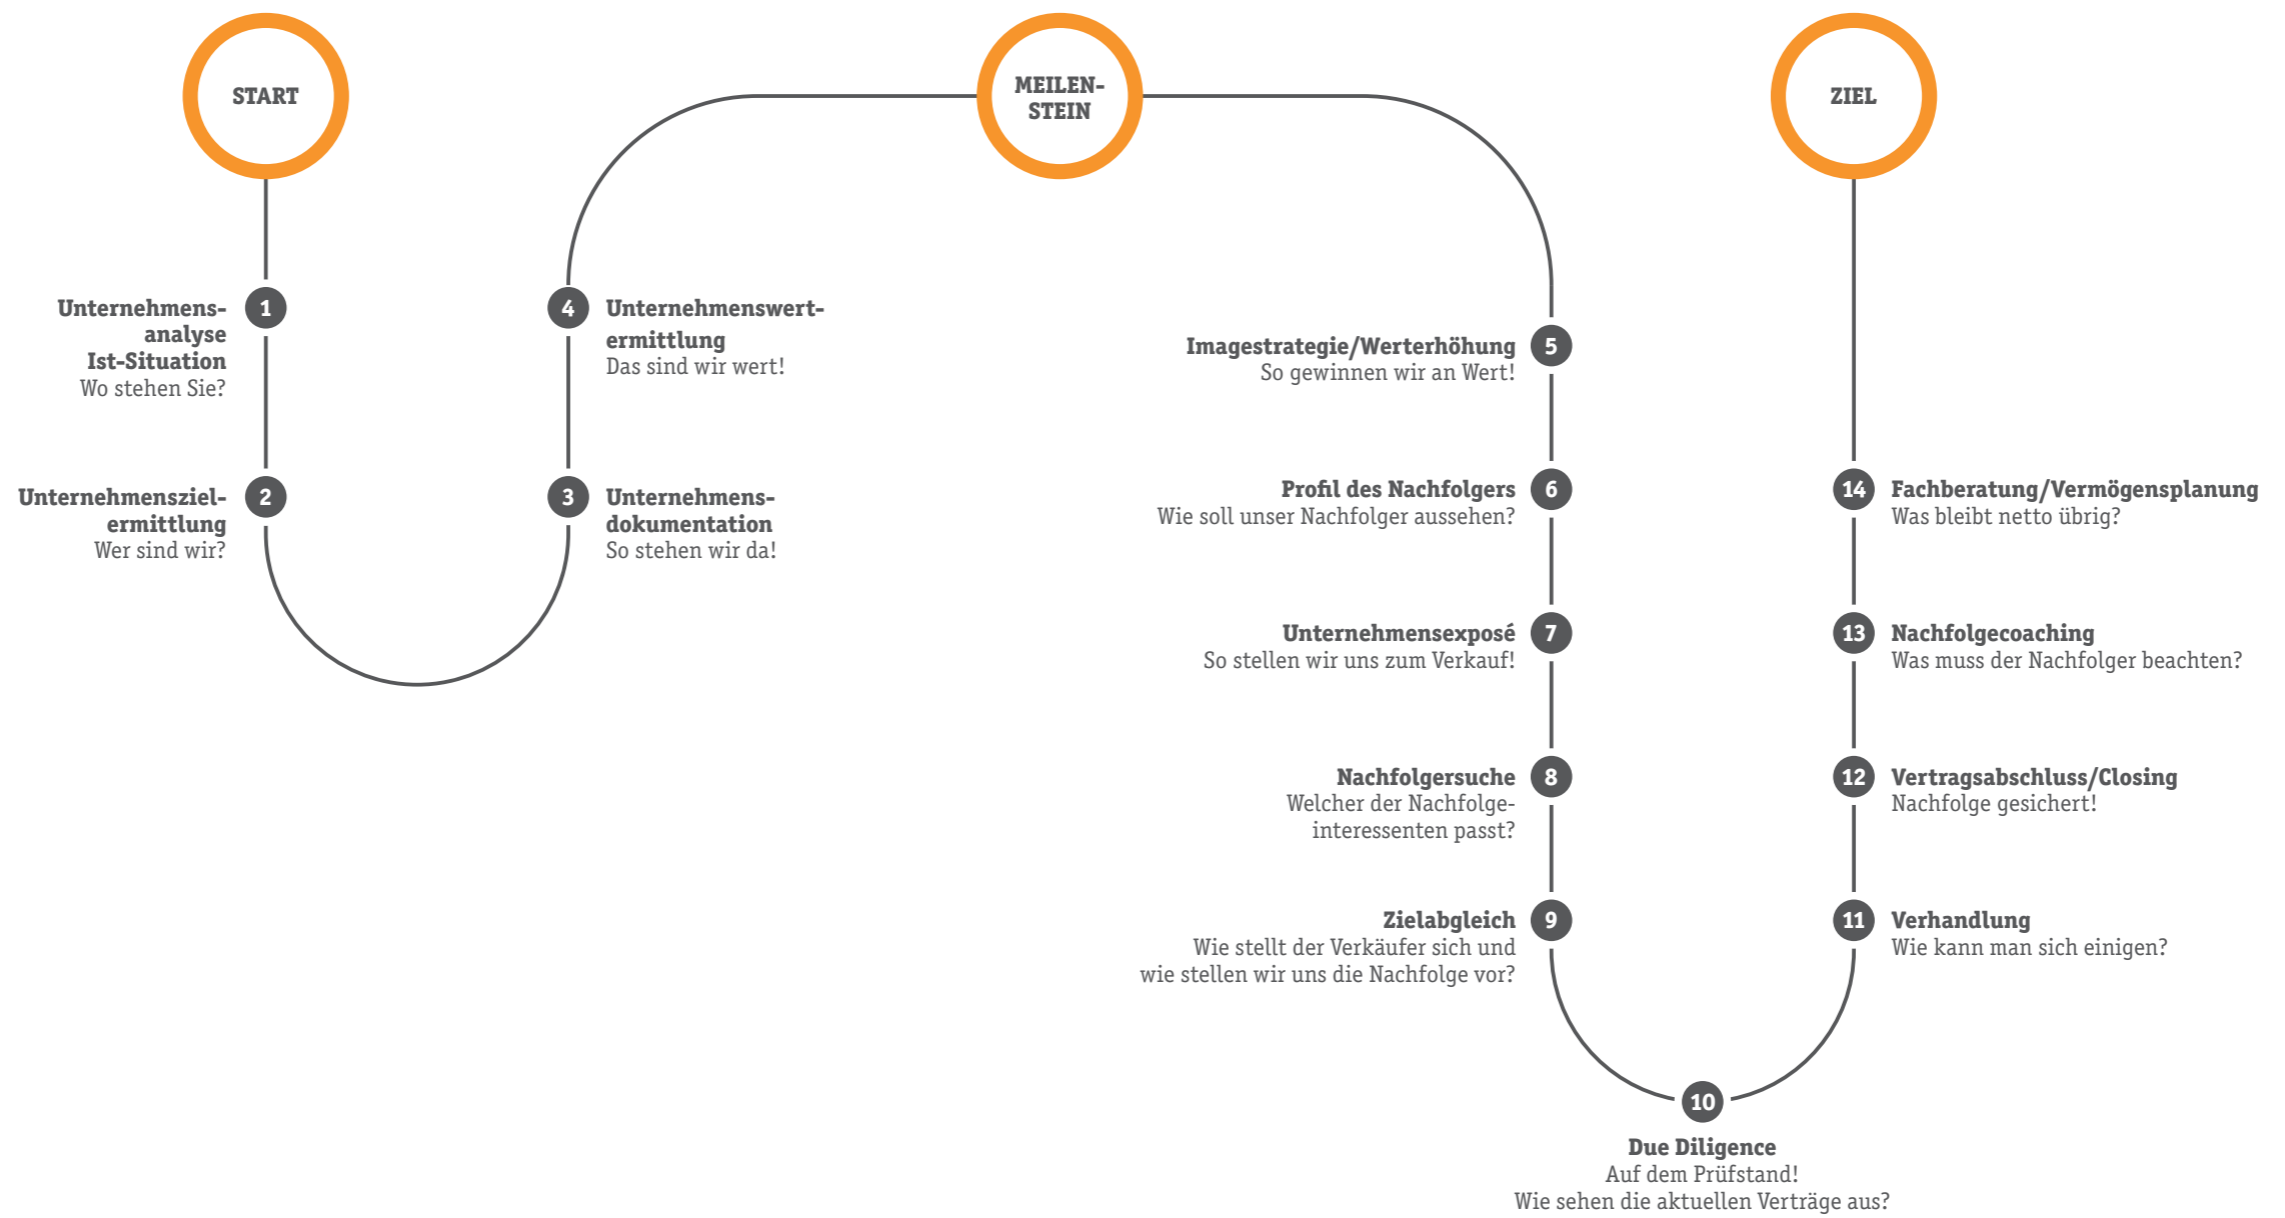 START
1
Unternehmens-
analyse
Ist-Situation
Wo stehen Sie?
2
Unternehmensziel-
ermittlung
Wer sind wir?
3
Unternehmens-
dokumentation
So stehen wir da!
4
Unternehmenswert-
ermittlung
Das sind wir wert!
MEILEN-
STEIN
5
Imagestrategie/Werterhöhung
So gewinnen wir an Wert!
6
Profil des Nachfolgers
Wie soll unser Nachfolger aussehen?
7
Unternehmensexposé
So stellen wir uns zum Verkauf!
8
Nachfolgersuche
Welcher der Nachfolge-
interessenten passt?
9
Zielabgleich
Wie stellt der Verkäufer sich und
wie stellen wir uns die Nachfolge vor?
10
Due Diligence
Auf dem Prüfstand!
Wie sehen die aktuellen Verträge aus?
11
Verhandlung
Wie kann man sich einigen?
12
Vertragsabschluss/Closing
Nachfolge gesichert!
13
Nachfolgecoaching
Was muss der Nachfolger beachten?
14
Fachberatung/Vermögensplanung
Was bleibt netto übrig?
ZIEL